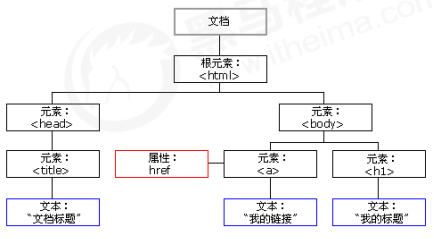 文档
根元素：
<html>
元素：
<head>
元素：
<body>
元素：
<title>
属性：
href
元素：
<a>
元素：
<h1>
文本：
“文档标题”
文本：
“我的链接”
文本：
“我的标题”